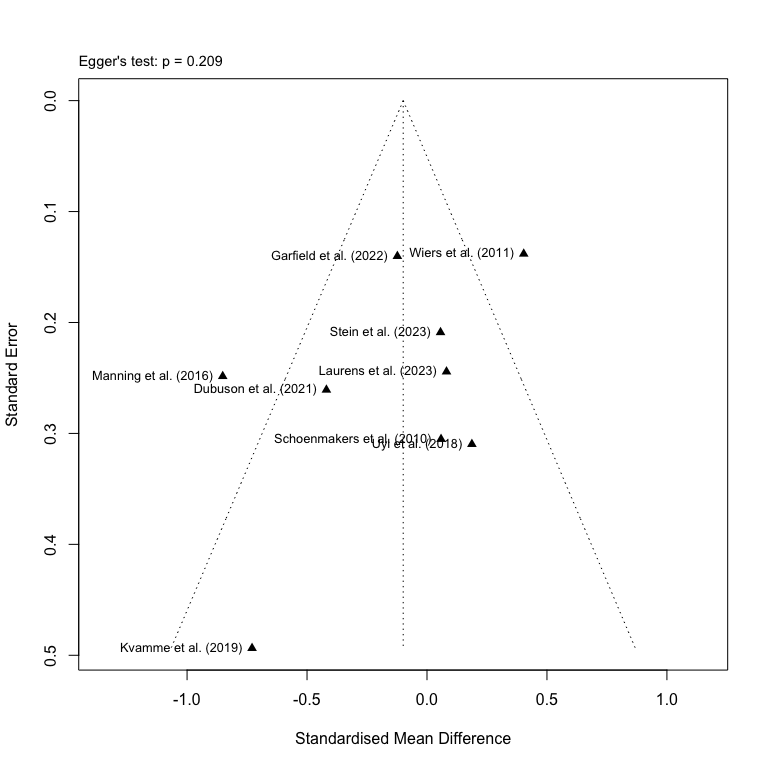 Egger's test: p = 0.209
0.0
0.1
0.2
0.3
0.4
0.5
Standard Error
Wiers et al. (2011)
Garfield et al. (2022)
Stein et al. (2023)
Laurens et al. (2023)
Manning et al. (2016)
Dubuson et al. (2021)
Schoenmakers et al. (2010)
Uyl et al. (2018)
Kvamme et al. (2019)
-1.0 -0.5 0.0 0.5 1.0
Standardised Mean Difference